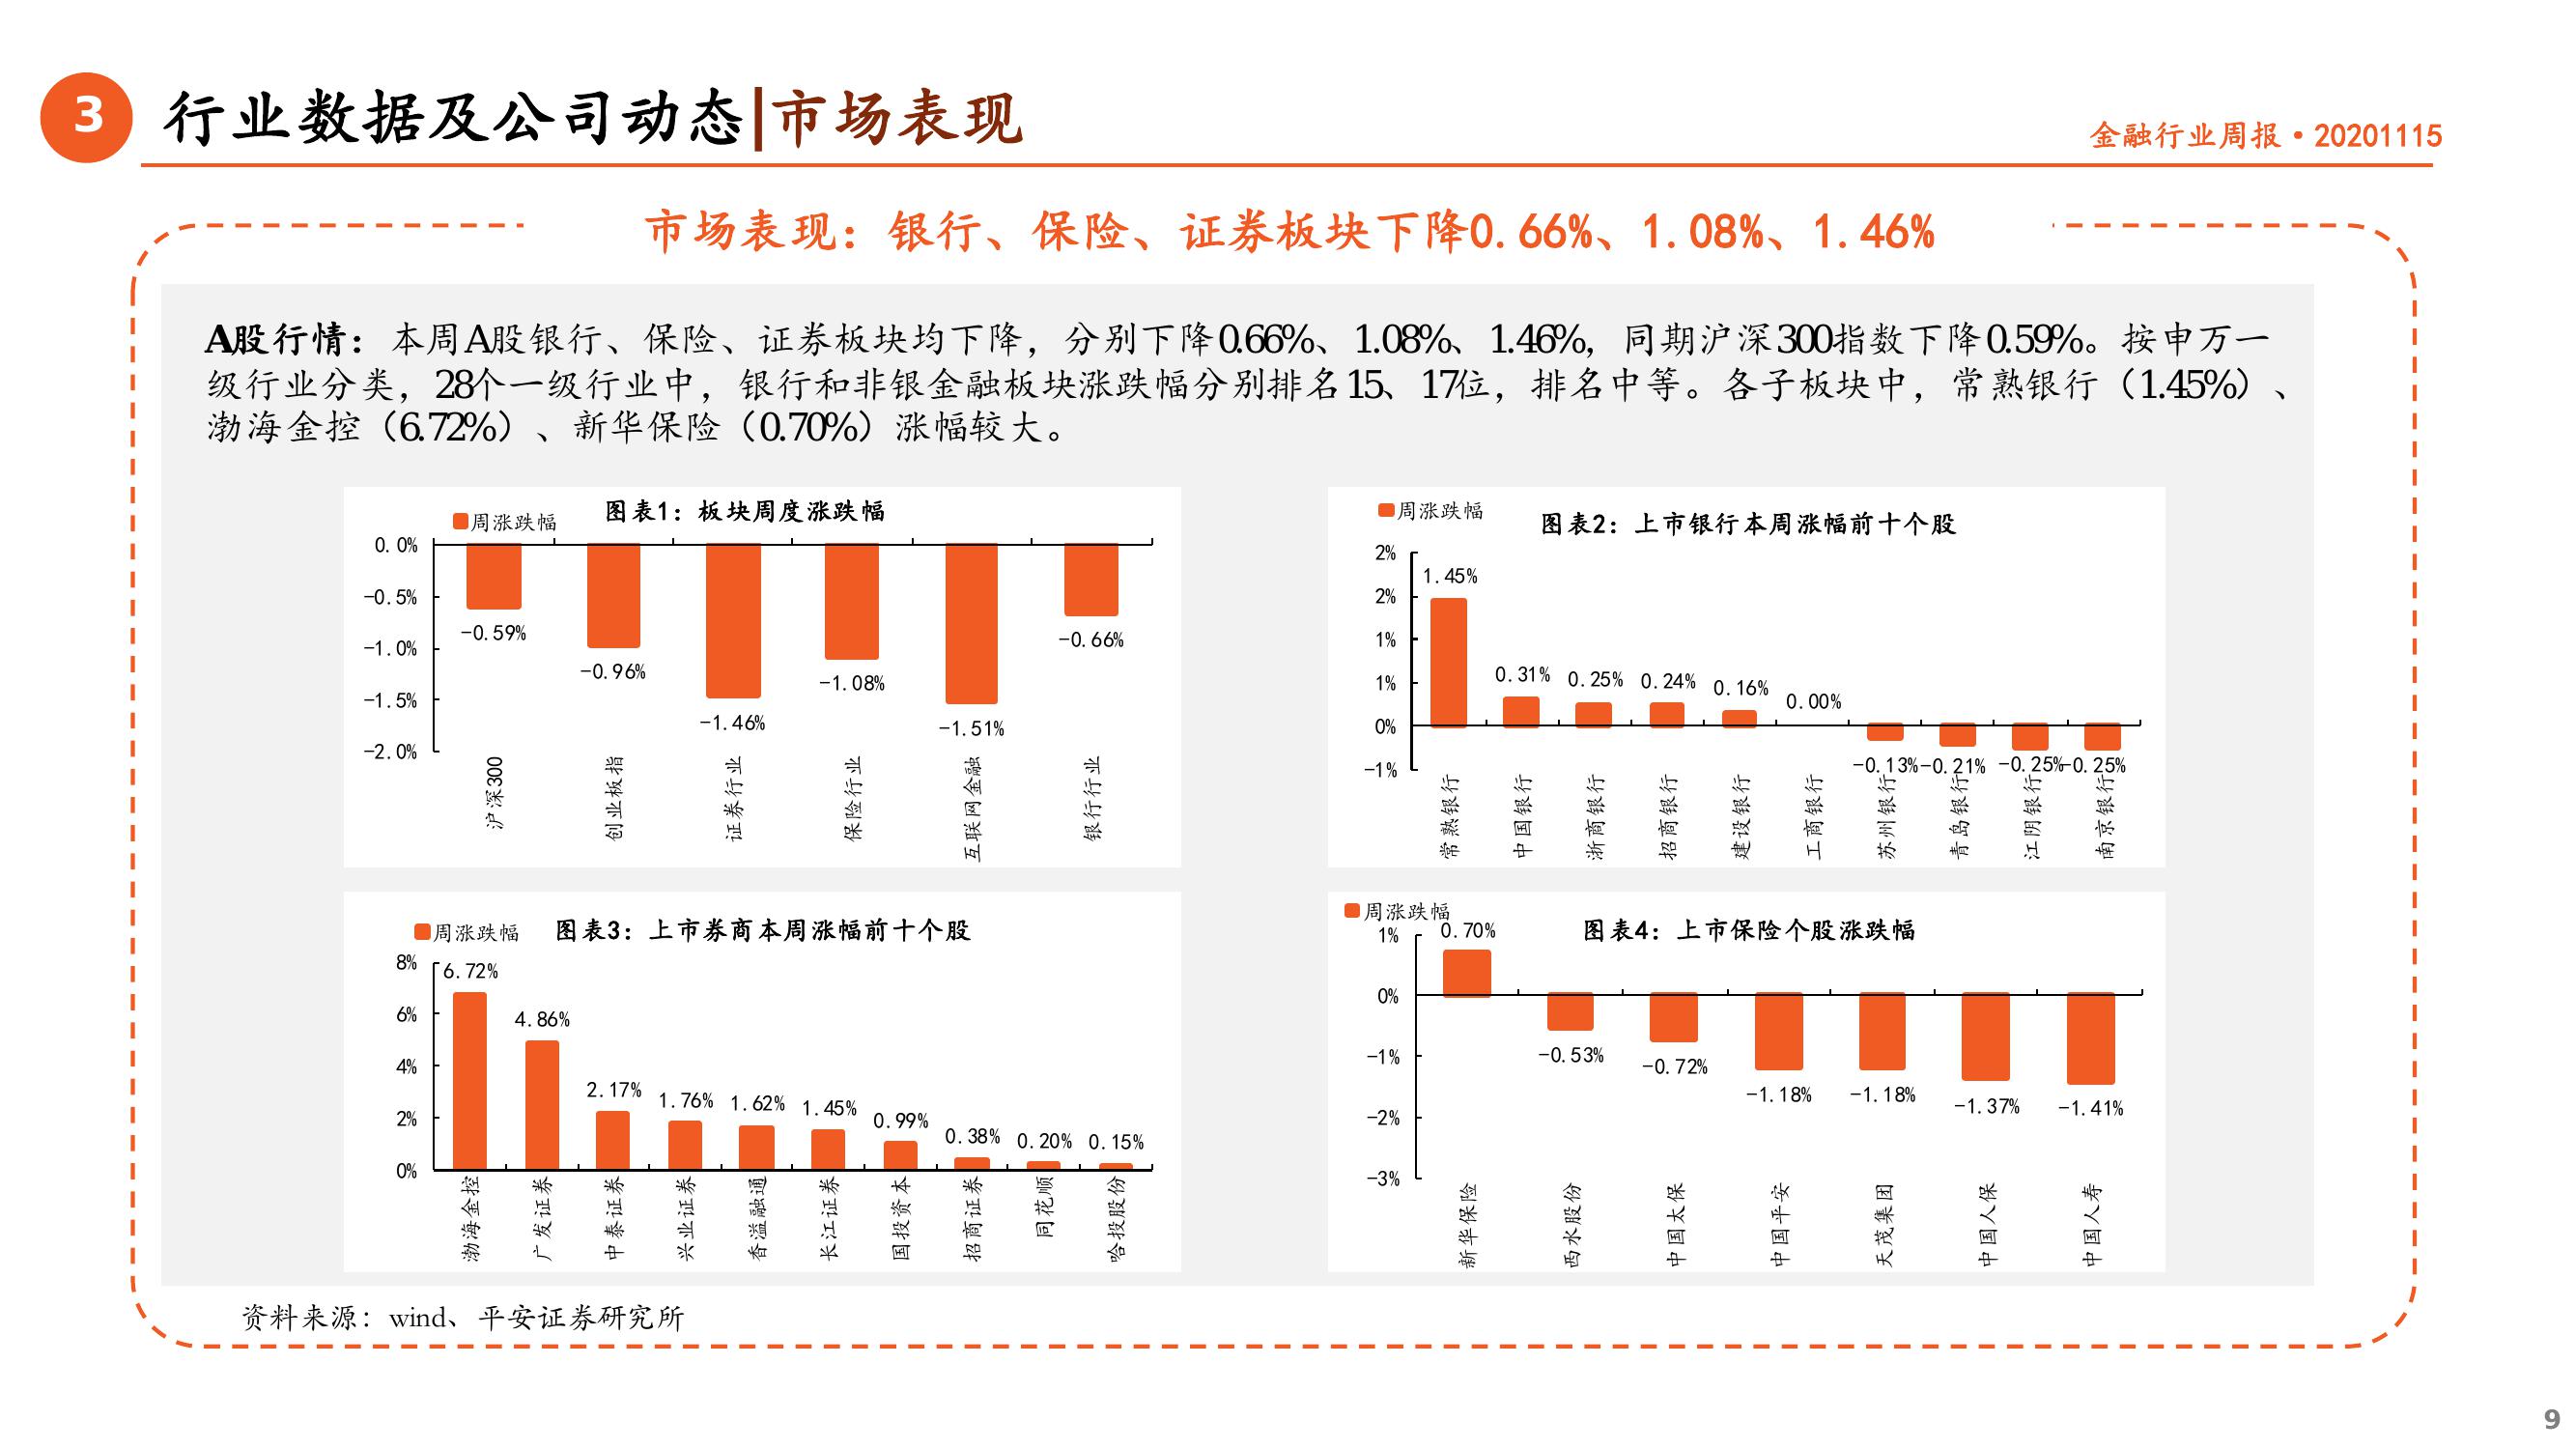 3
行业数据及公司动态|市场表现
金融行业周报·20201115
市场表现：银行、保险、证券板块下降0.66%、1.08%、1.46%
A股行情：本周A股银行、保险、证券板块均下降，分别下降0.66%、1.08%、1.46%，同期沪深300指数下降0.59%。按申万一
级行业分类，28个一级行业中，银行和非银金融板块涨跌幅分别排名15、17位，排名中等。各子板块中，常熟银行（1.45%）、
渤海金控（6.72%）、新华保险（0.70%）涨幅较大。
图表1：板块周度涨跌幅
周涨跌幅
0.0%
-0.5%
-1.0%
-1.5%
-2.0%
-0.59%
-0.96%
-1.46%
-1.08%
-1.51%
-0.66%
沪深300
创业板指
证券行业
保险行业
互联网金融
银行行业
周涨跌幅
图表2：上市银行本周涨幅前十个股
2%
2%
1%
1%
0%
-1%
1.45%
0.31%
0.25%
0.24%
0.16%
0.00%
-0.13%
-0.21%
-0.25%
-0.25%
常熟银行
中国银行
浙商银行
招商银行
建设银行
工商银行
苏州银行
青岛银行
江阴银行
南京银行
周涨跌幅
图表3：上市券商本周涨幅前十个股
8%
6%
4%
2%
0%
6.72%
4.86%
2.17%
1.76%
1.62%
1.45%
0.99%
0.38%
0.20%
0.15%
渤海金控
广发证券
中泰证券
兴业证券
香溢融通
长江证券
国投资本
招商证券
同花顺
哈投股份
周涨跌幅
图表4：上市保险个股涨跌幅
1%
0%
-1%
-2%
-3%
0.70%
-0.53%
-0.72%
-1.18%
-1.18%
-1.37%
-1.41%
新华保险
西水股份
中国太保
中国平安
天茂集团
中国人保
中国人寿
资料来源：wind、平安证券研究所
9